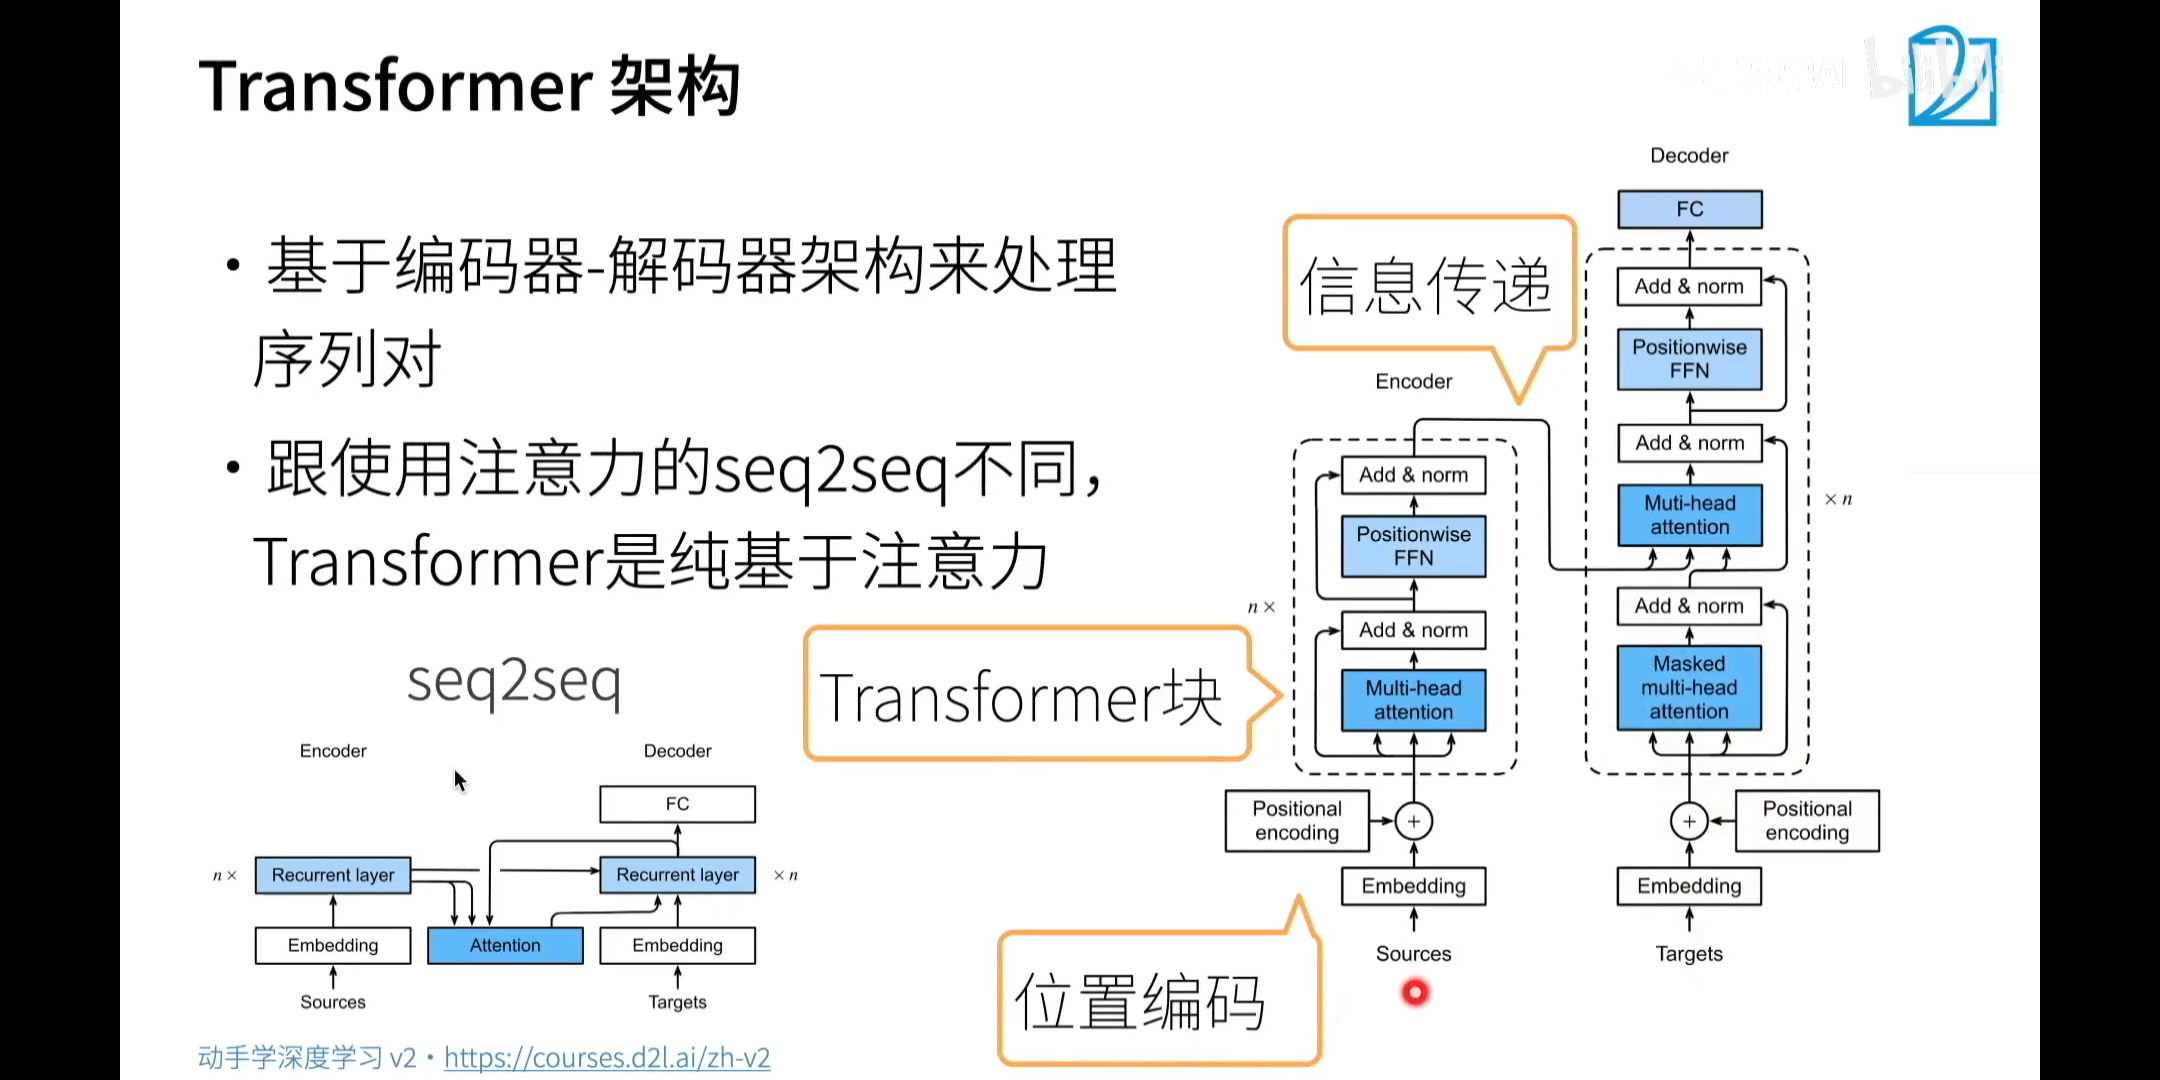 Transformer 架构
bilibili
• 基于编码器-解码器架构来处理
序列对
• 跟使用注意力的seq2seq不同，
Transformer是纯基于注意力
seq2seq
Encoder
Decoder
FC
n ×
Recurrent layer
Recurrent layer
× n
Embedding
Attention
Embedding
Sources
Targets
动手学深度学习 v2 • https://courses.d2l.ai/zh-v2
信息传递
Transformer块
位置编码
Encoder
n ×
Add & norm
Positionwise
FFN
Add & norm
Multi-head
attention
Positional
encoding
+
Embedding
Sources
Decoder
FC
Add & norm
Positionwise
FFN
Add & norm
Muti-head
attention
× n
Add & norm
Masked
multi-head
attention
+
Positional
encoding
Embedding
Targets